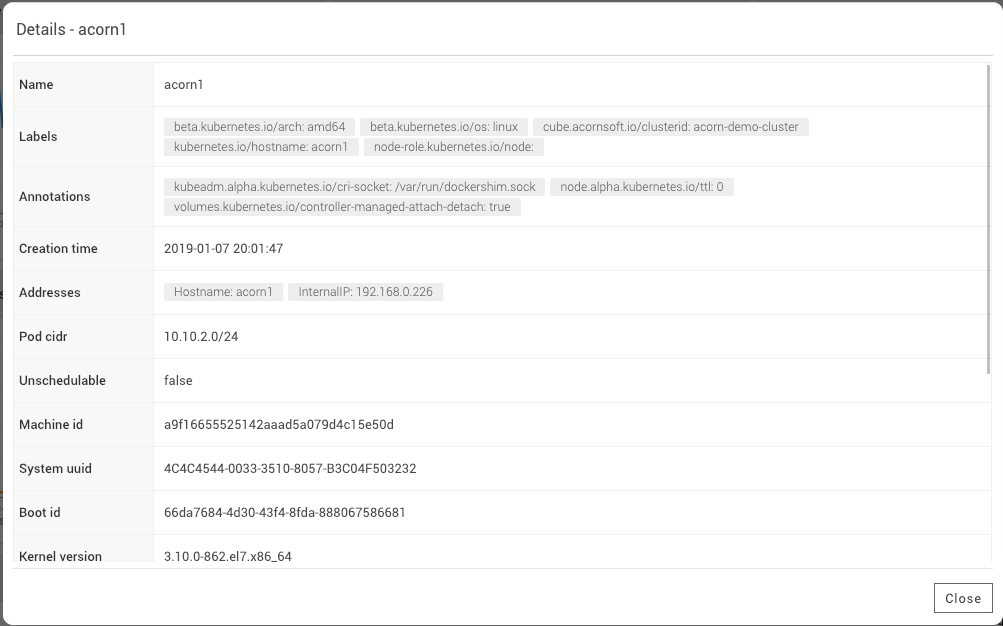 Details - acorn1
Name acorn1
Labels beta.kubernetes.io/arch: amd64 beta.kubernetes.io/os: linux cube.acornsoft.io/clusterid: acorn-demo-cluster
kubernetes.io/hostname: acorn1 node-role.kubernetes.io/node:
Annotations kubeadm.alpha.kubernetes.io/cri-socket: /var/run/dockershim.sock node.alpha.kubernetes.io/ttl: 0
volumes.kubernetes.io/controller-managed-attach-detach: true
Creation time 2019-01-07 20:01:47
Addresses Hostname: acorn1 InternalIP: 192.168.0.226
Pod cidr 10.10.2.0/24
Unschedulable false
Machine id a9f16655525142aaad5a079d4c15e50d
System uuid 4C4C4544-0033-3510-8057-B3C04F503232
Boot id 66da7684-4d30-43f4-8fda-888067586681
Kernel version 3.10.0-862.el7.x86_64
Close